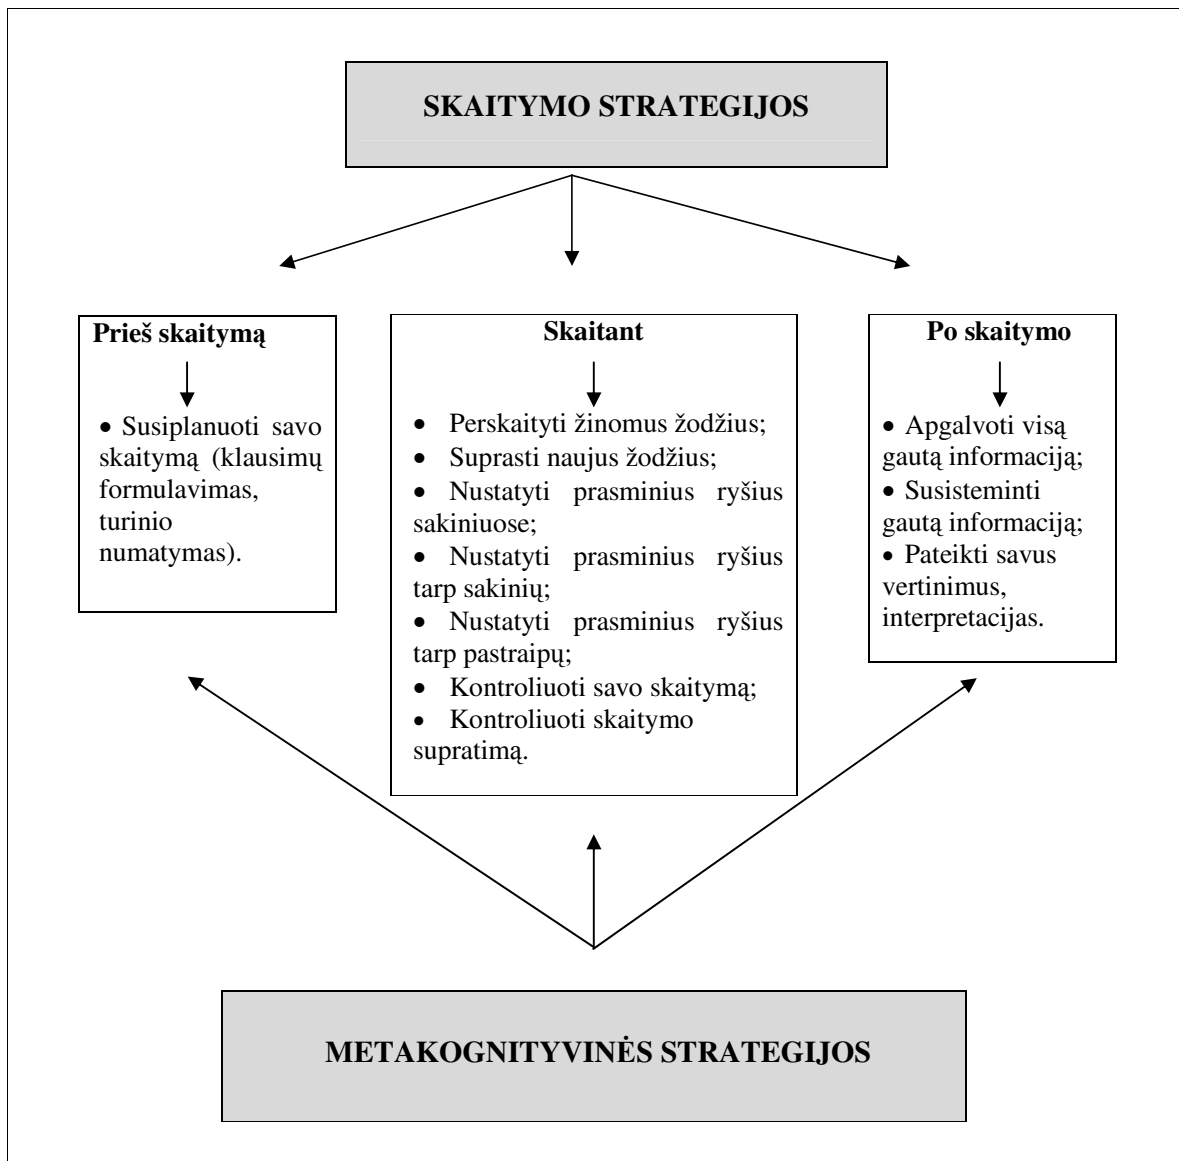 SKAITYMO STRATEGIJOS
Prieš skaitymą
• Susiplanuoti savo
skaitymą (klausimų
formulavimas,
turinio
numatymas).
Skaitant
• Perskaityti žinomus žodžius;
• Suprasti naujus žodžius;
• Nustatyti prasminius ryšius
sakiniuose;
• Nustatyti prasminius ryšius
tarp sakinių;
• Nustatyti prasminius ryšius
tarp pastraipų;
• Kontroliuoti savo skaitymą;
• Kontroliuoti skaitymo
supratimą.
Po skaitymo
• Apgalvoti visą
gautą informaciją;
• Susisteminti
gautą informaciją;
• Pateikti savus
vertinimus,
interpretacijas.
METAKOGNITYVINĖS STRATEGIJOS